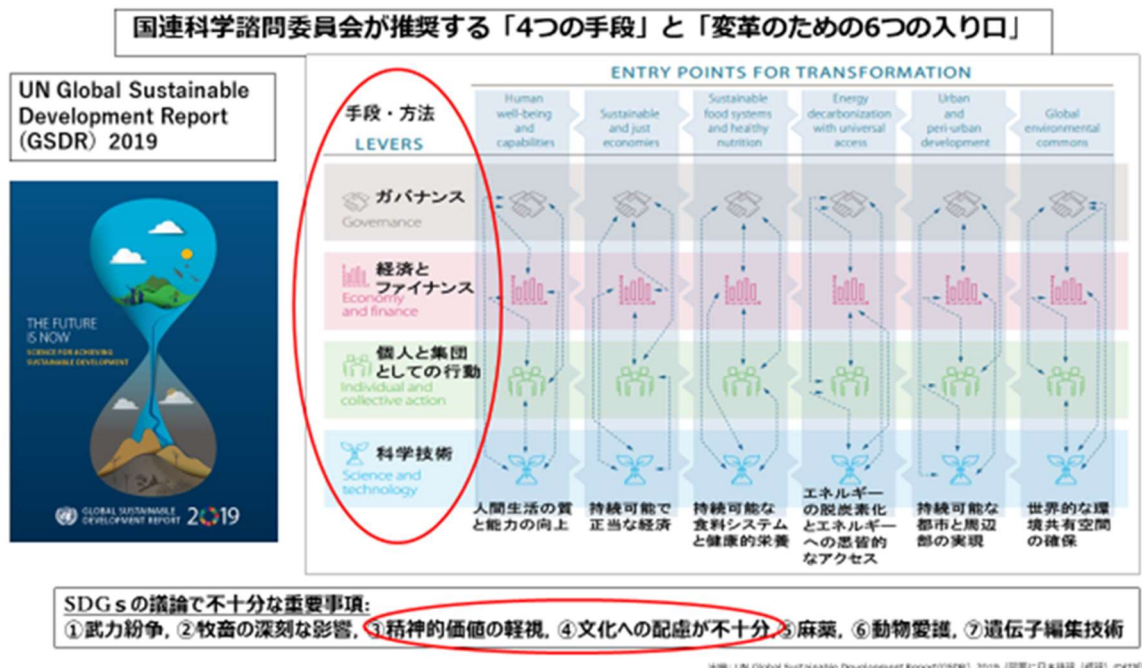 国連科学諮問委員会が推奨する「4つの手段」と「変革のための6つの入り口」
UN Global Sustainable
Development Report
(GSDR) 2019
THE FUTURE
IS NOW
SCIENCE FOR ACHIEVING
SUSTAINABLE DEVELOPMENT
GLOBAL SUSTAINABLE
DEVELOPMENT REPORT 2019
ENTRY POINTS FOR TRANSFORMATION
手段・方法
LEVERS
Human
well-being
and
capabilities
Sustainable
and just
economies
Sustainable
food systems
and healthy
nutrition
Energy
decarbonization
with universal
access
Urban
and
peri-urban
development
Global
environmental
commons
ガバナンス
Governance
経済と
ファイナンス
Economy
and finance
個人と集団
としての行動
Individual and
collective action
科学技術
Science and
technology
人間生活の質
と能力の向上
持続可能で
正当な経済
持続可能な
食料システム
と健康的栄養
エネルギー
の脱炭素化
とエネルギー
への悉皆的
なアクセス
持続可能な
都市と周辺
部の実現
世界的な環
境共有空間
の確保
SDGsの議論で不十分な重要事項:
①武力紛争, ②牧畜の深刻な影響, ③精神的価値の軽視, ④文化への配慮が不十分, ⑤麻薬, ⑥動物愛護, ⑦遺伝子編集技術
出典: UN Global Sustainable Development Report(GSDR), 2019